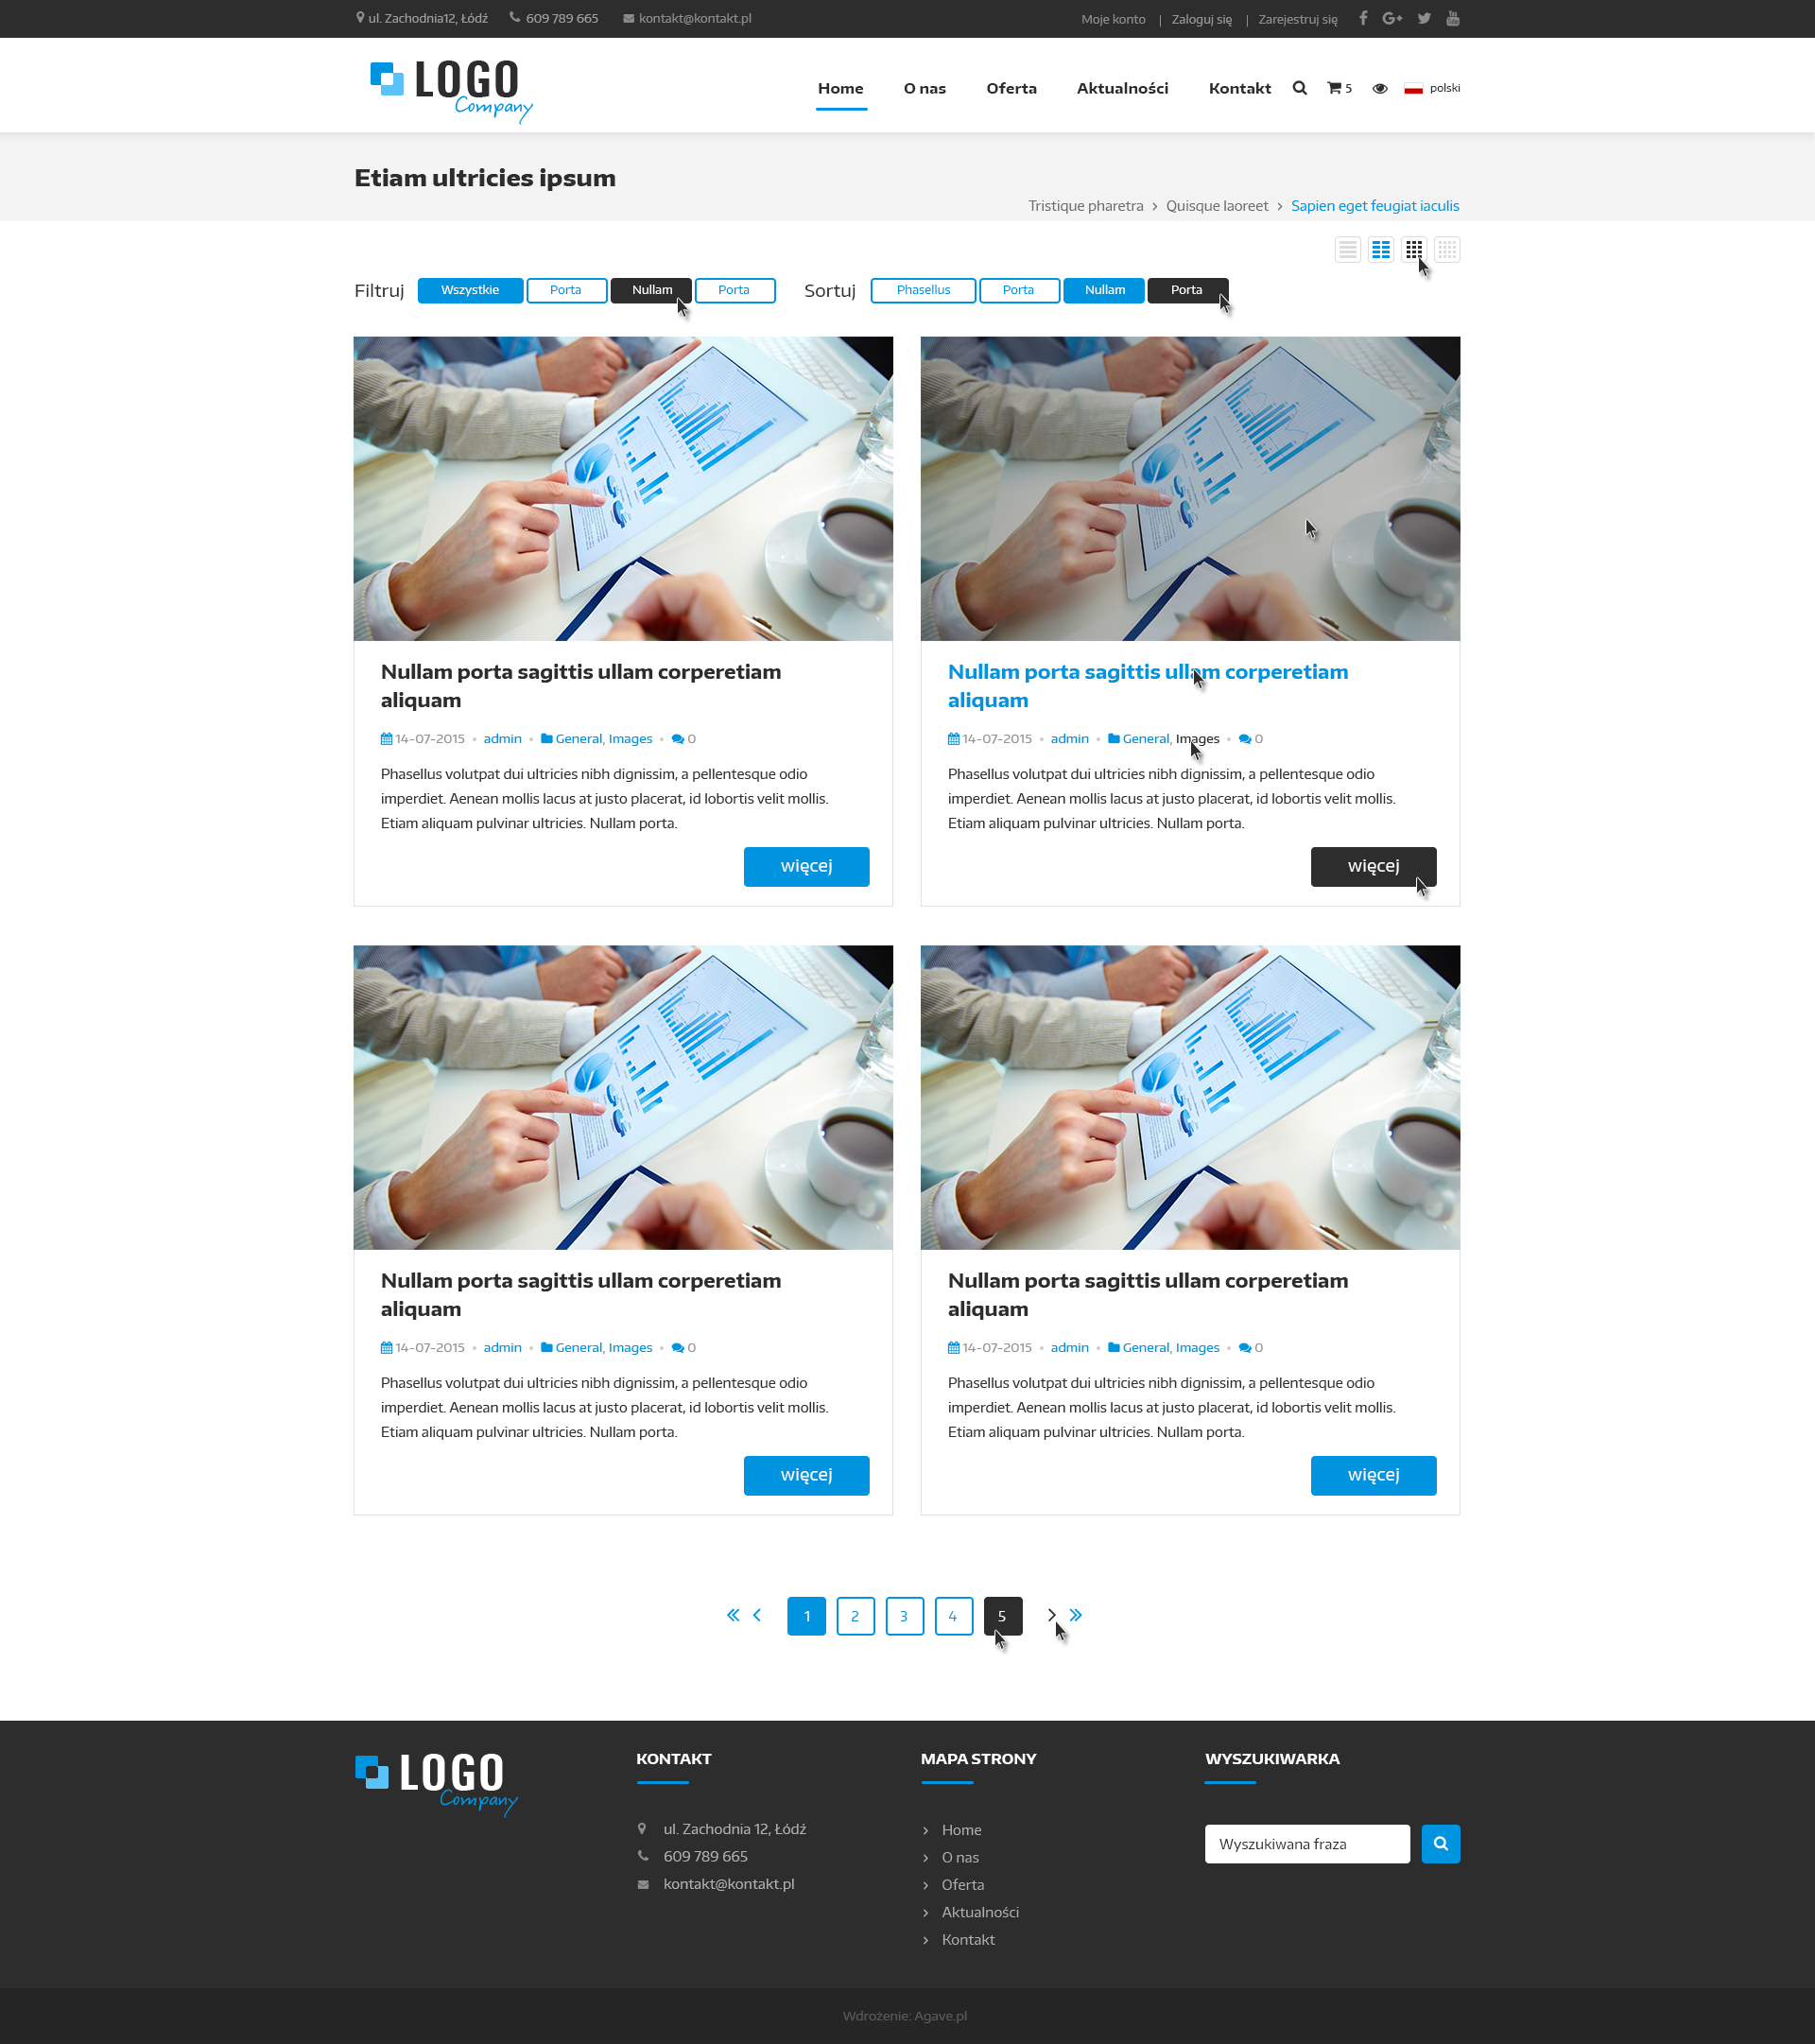 ul. Zachodnia12, Łódź 609 789 665 kontakt@kontakt.pl Moje konto | Zaloguj się | Zarejestruj się
LOGO
Company
Home O nas Oferta Aktualności Kontakt 5 polski
Etiam ultricies ipsum
Tristique pharetra > Quisque laoreet > Sapien eget feugiat iaculis
Filtruj Wszystkie Porta Nullam Porta Sortuj Phasellus Porta Nullam Porta
Nullam porta sagittis ullam corperetiam
aliquam
14-07-2015 • admin • General, Images • 0
Phasellus volutpat dui ultricies nibh dignissim, a pellentesque odio
imperdiet. Aenean mollis lacus at justo placerat, id lobortis velit mollis.
Etiam aliquam pulvinar ultricies. Nullam porta.
więcej
Nullam porta sagittis ullam corperetiam
aliquam
14-07-2015 • admin • General, Images • 0
Phasellus volutpat dui ultricies nibh dignissim, a pellentesque odio
imperdiet. Aenean mollis lacus at justo placerat, id lobortis velit mollis.
Etiam aliquam pulvinar ultricies. Nullam porta.
więcej
Nullam porta sagittis ullam corperetiam
aliquam
14-07-2015 • admin • General, Images • 0
Phasellus volutpat dui ultricies nibh dignissim, a pellentesque odio
imperdiet. Aenean mollis lacus at justo placerat, id lobortis velit mollis.
Etiam aliquam pulvinar ultricies. Nullam porta.
więcej
Nullam porta sagittis ullam corperetiam
aliquam
14-07-2015 • admin • General, Images • 0
Phasellus volutpat dui ultricies nibh dignissim, a pellentesque odio
imperdiet. Aenean mollis lacus at justo placerat, id lobortis velit mollis.
Etiam aliquam pulvinar ultricies. Nullam porta.
więcej
« < 1 2 3 4 5 > »
LOGO
Company
KONTAKT
ul. Zachodnia 12, Łódź
609 789 665
kontakt@kontakt.pl
MAPA STRONY
> Home
> O nas
> Oferta
> Aktualności
> Kontakt
WYSZUKIWARKA
Wyszukiwana fraza
Wdrożenie: Agave.pl